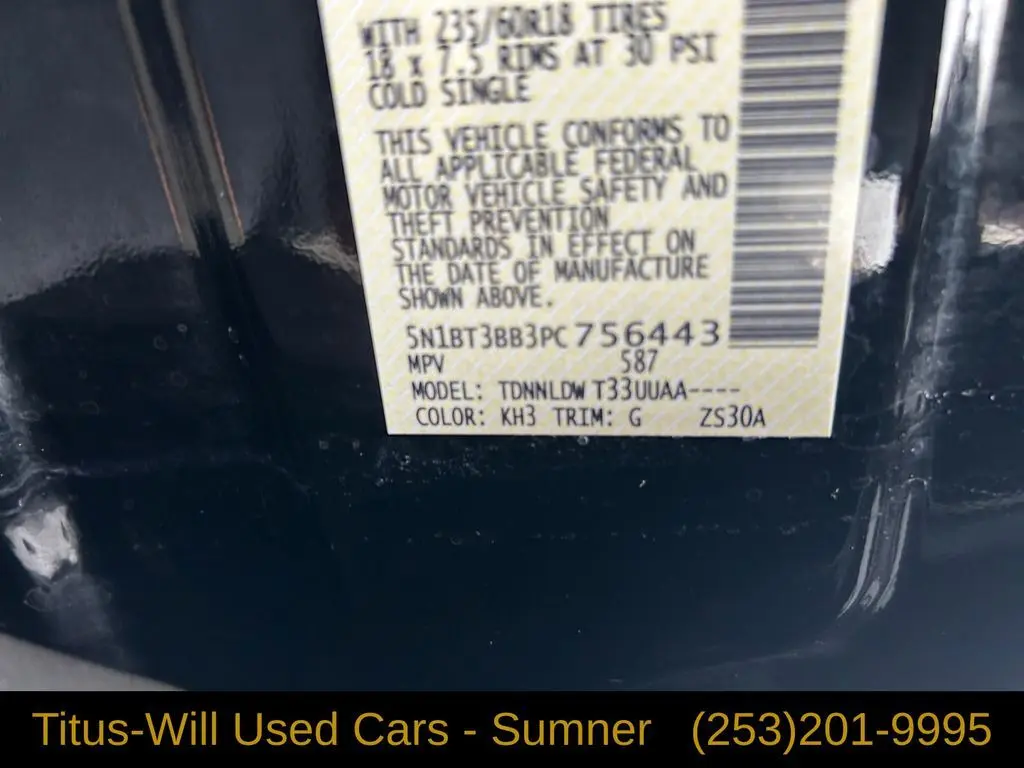 WITH 235/60R18 TIRES
18 x 7.5 RIMS AT 30 PSI
COLD SINGLE
THIS VEHICLE CONFORMS TO
ALL APPLICABLE FEDERAL
MOTOR VEHICLE SAFETY AND
THEFT PREVENTION
STANDARDS IN EFFECT ON
THE DATE OF MANUFACTURE
SHOWN ABOVE.
5N1BT3BB3PC756443
MPV 587
MODEL: TDNNLDW T33UUAA----
COLOR: KH3 TRIM: G ZS30A
Titus-Will Used Cars - Sumner (253)201-9995